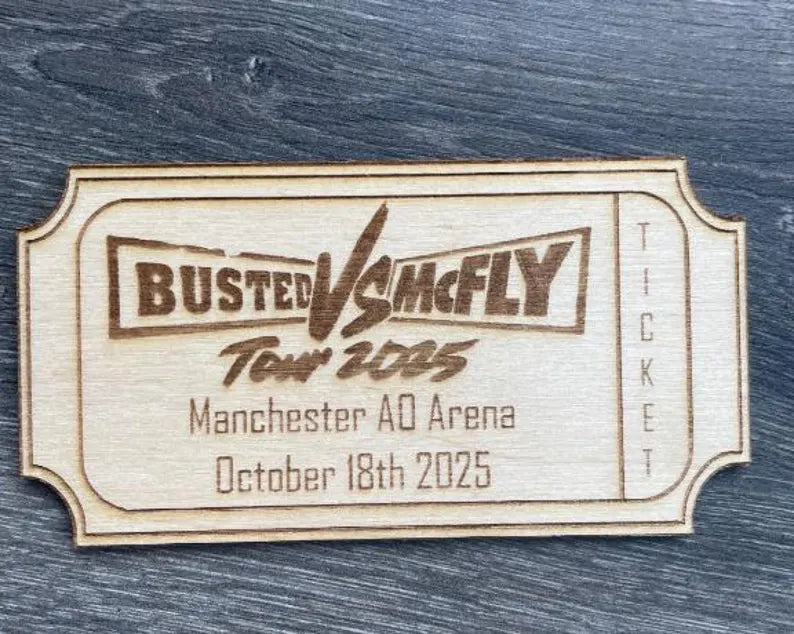 BUSTED VS McFLY
Tour 2025
Manchester AO Arena
October 18th 2025
TICKET